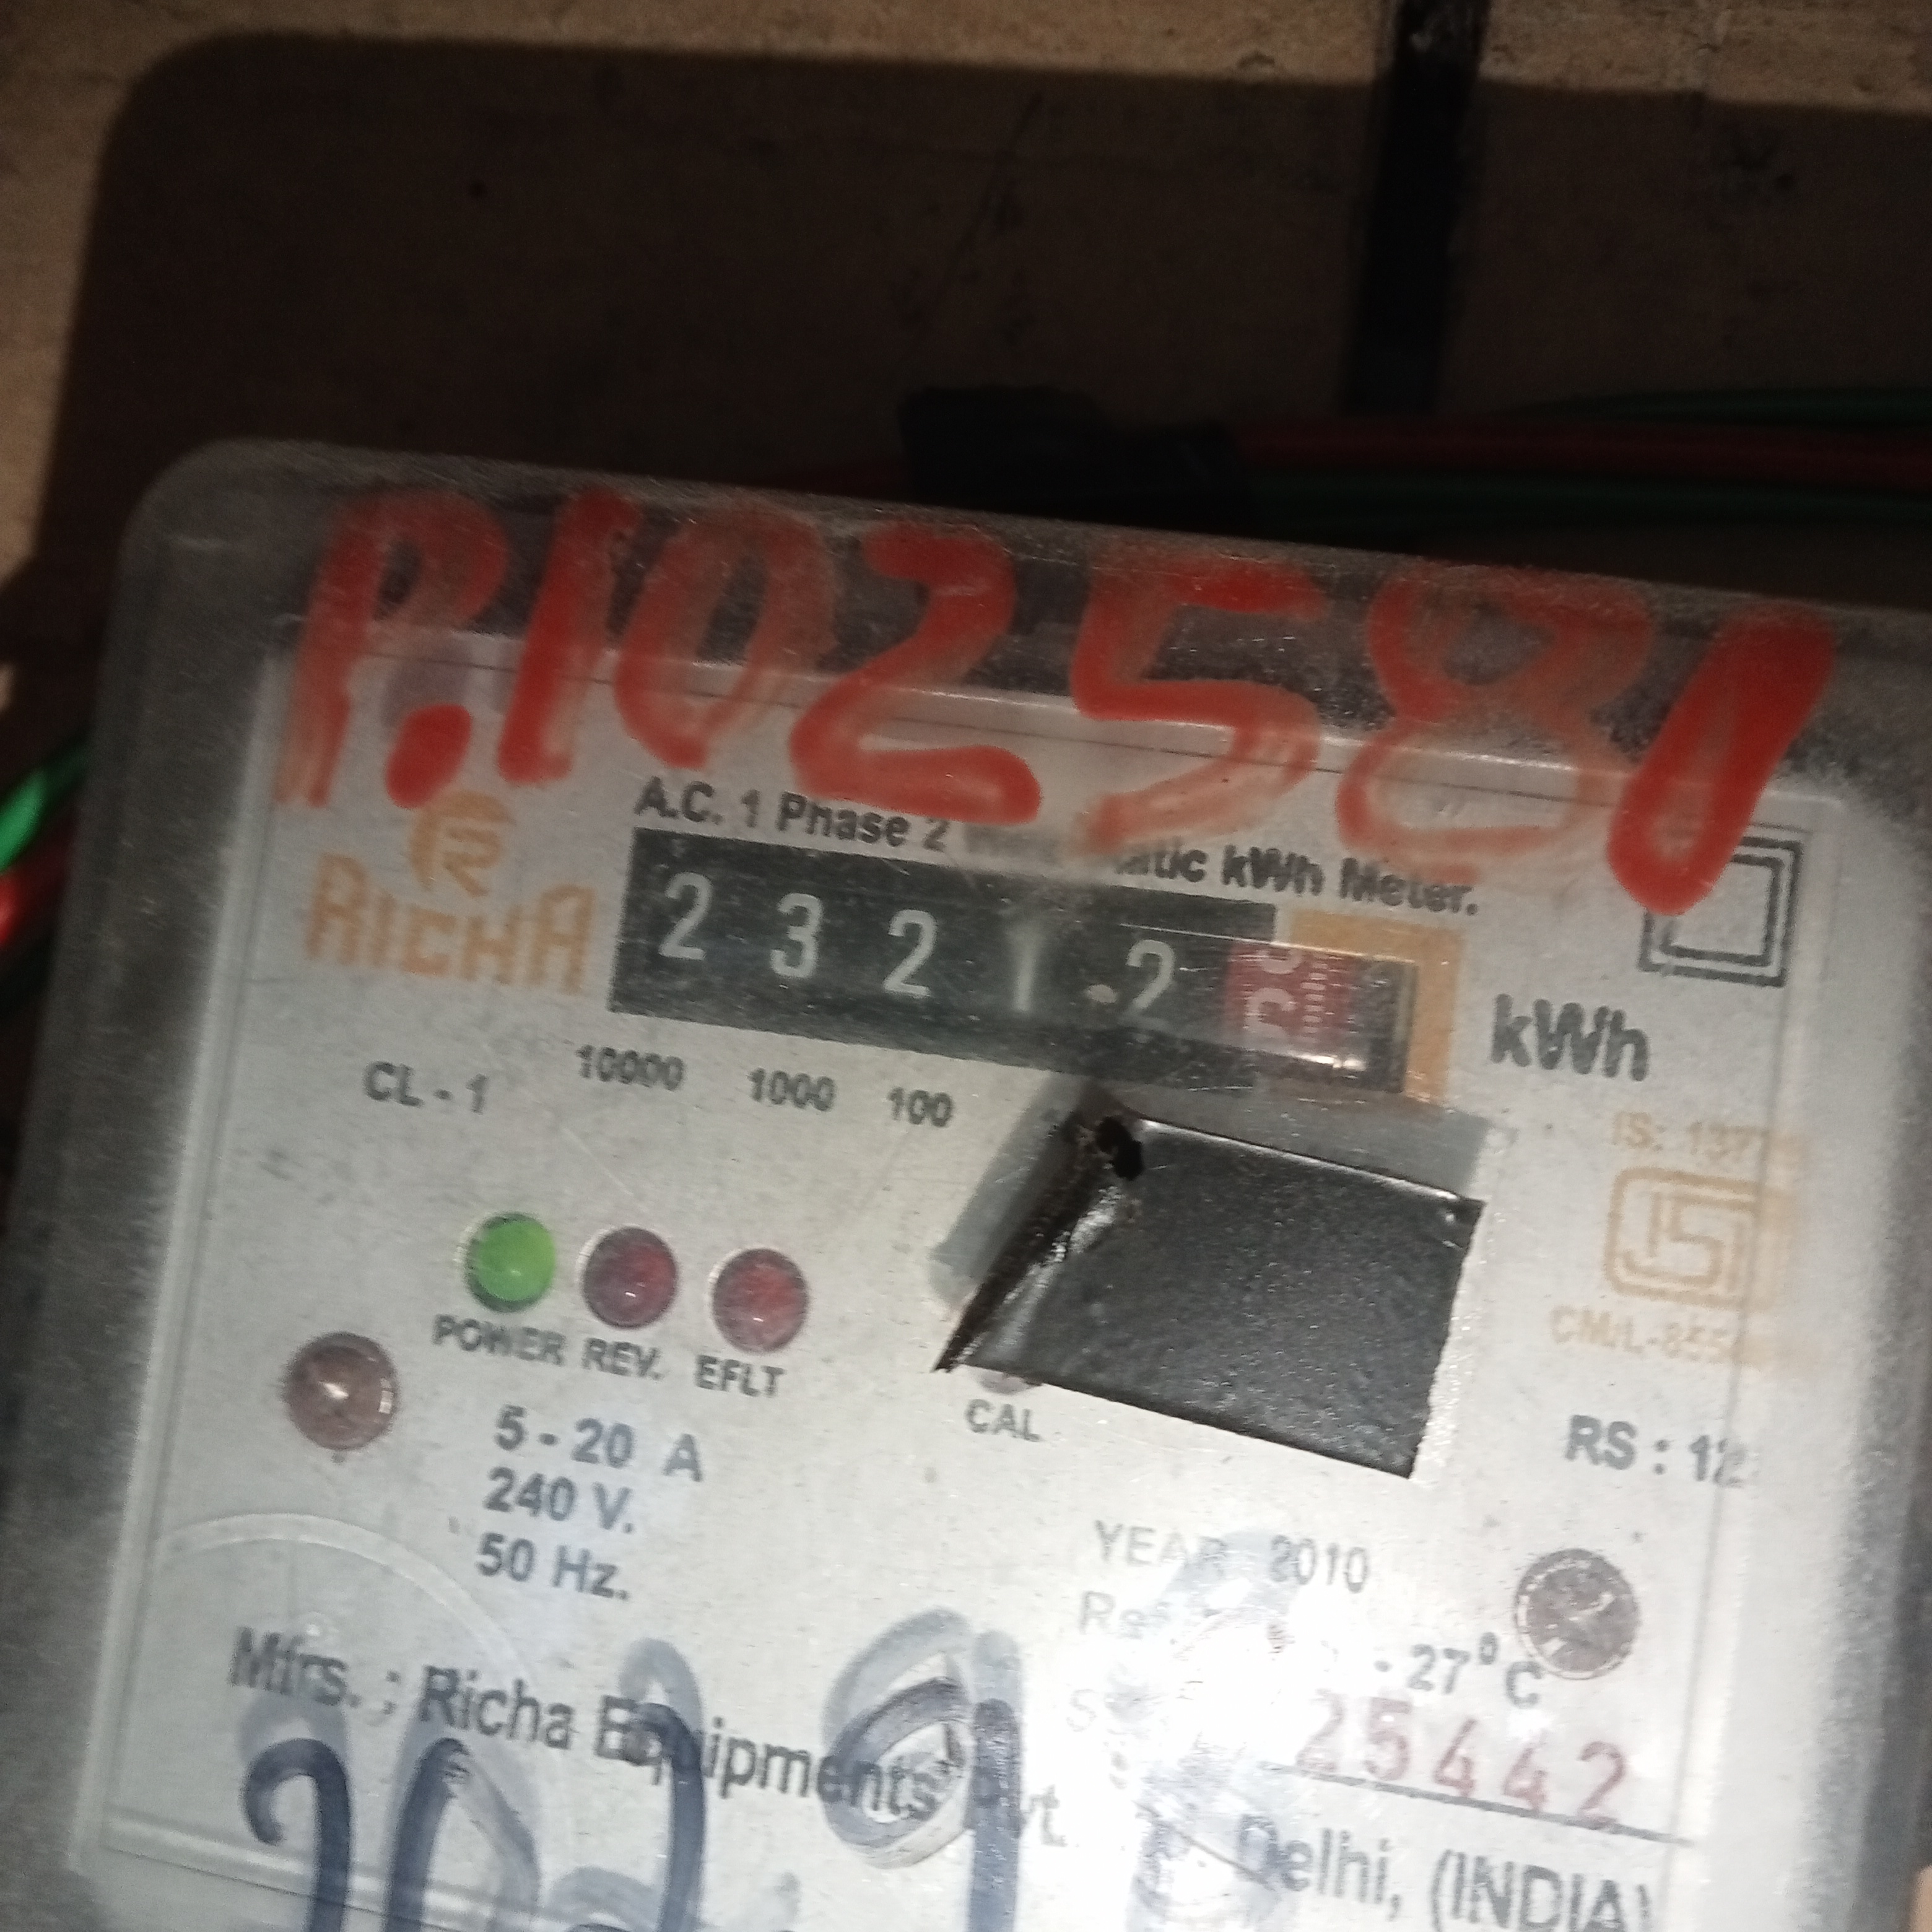 P.102581
A.C. 1 Phase 2 kWh Meter.
RICHA
2 3 2 1 2
kWh
10000 1000 100
CL - 1
POWER REV. EFLT
CAL
5 - 20 A
240 V.
50 Hz.
RS : 12
YEAR 2010
- 27°C
25442
Mfrs. ; Richa Equipments Pvt.
Delhi, (INDIA)